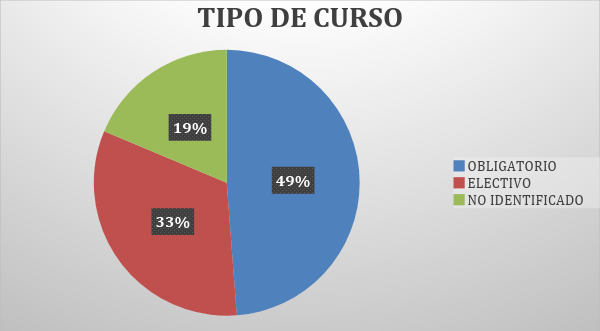 TIPO DE CURSO
19%
49%
33%
OBLIGATORIO
ELECTIVO
NO IDENTIFICADO